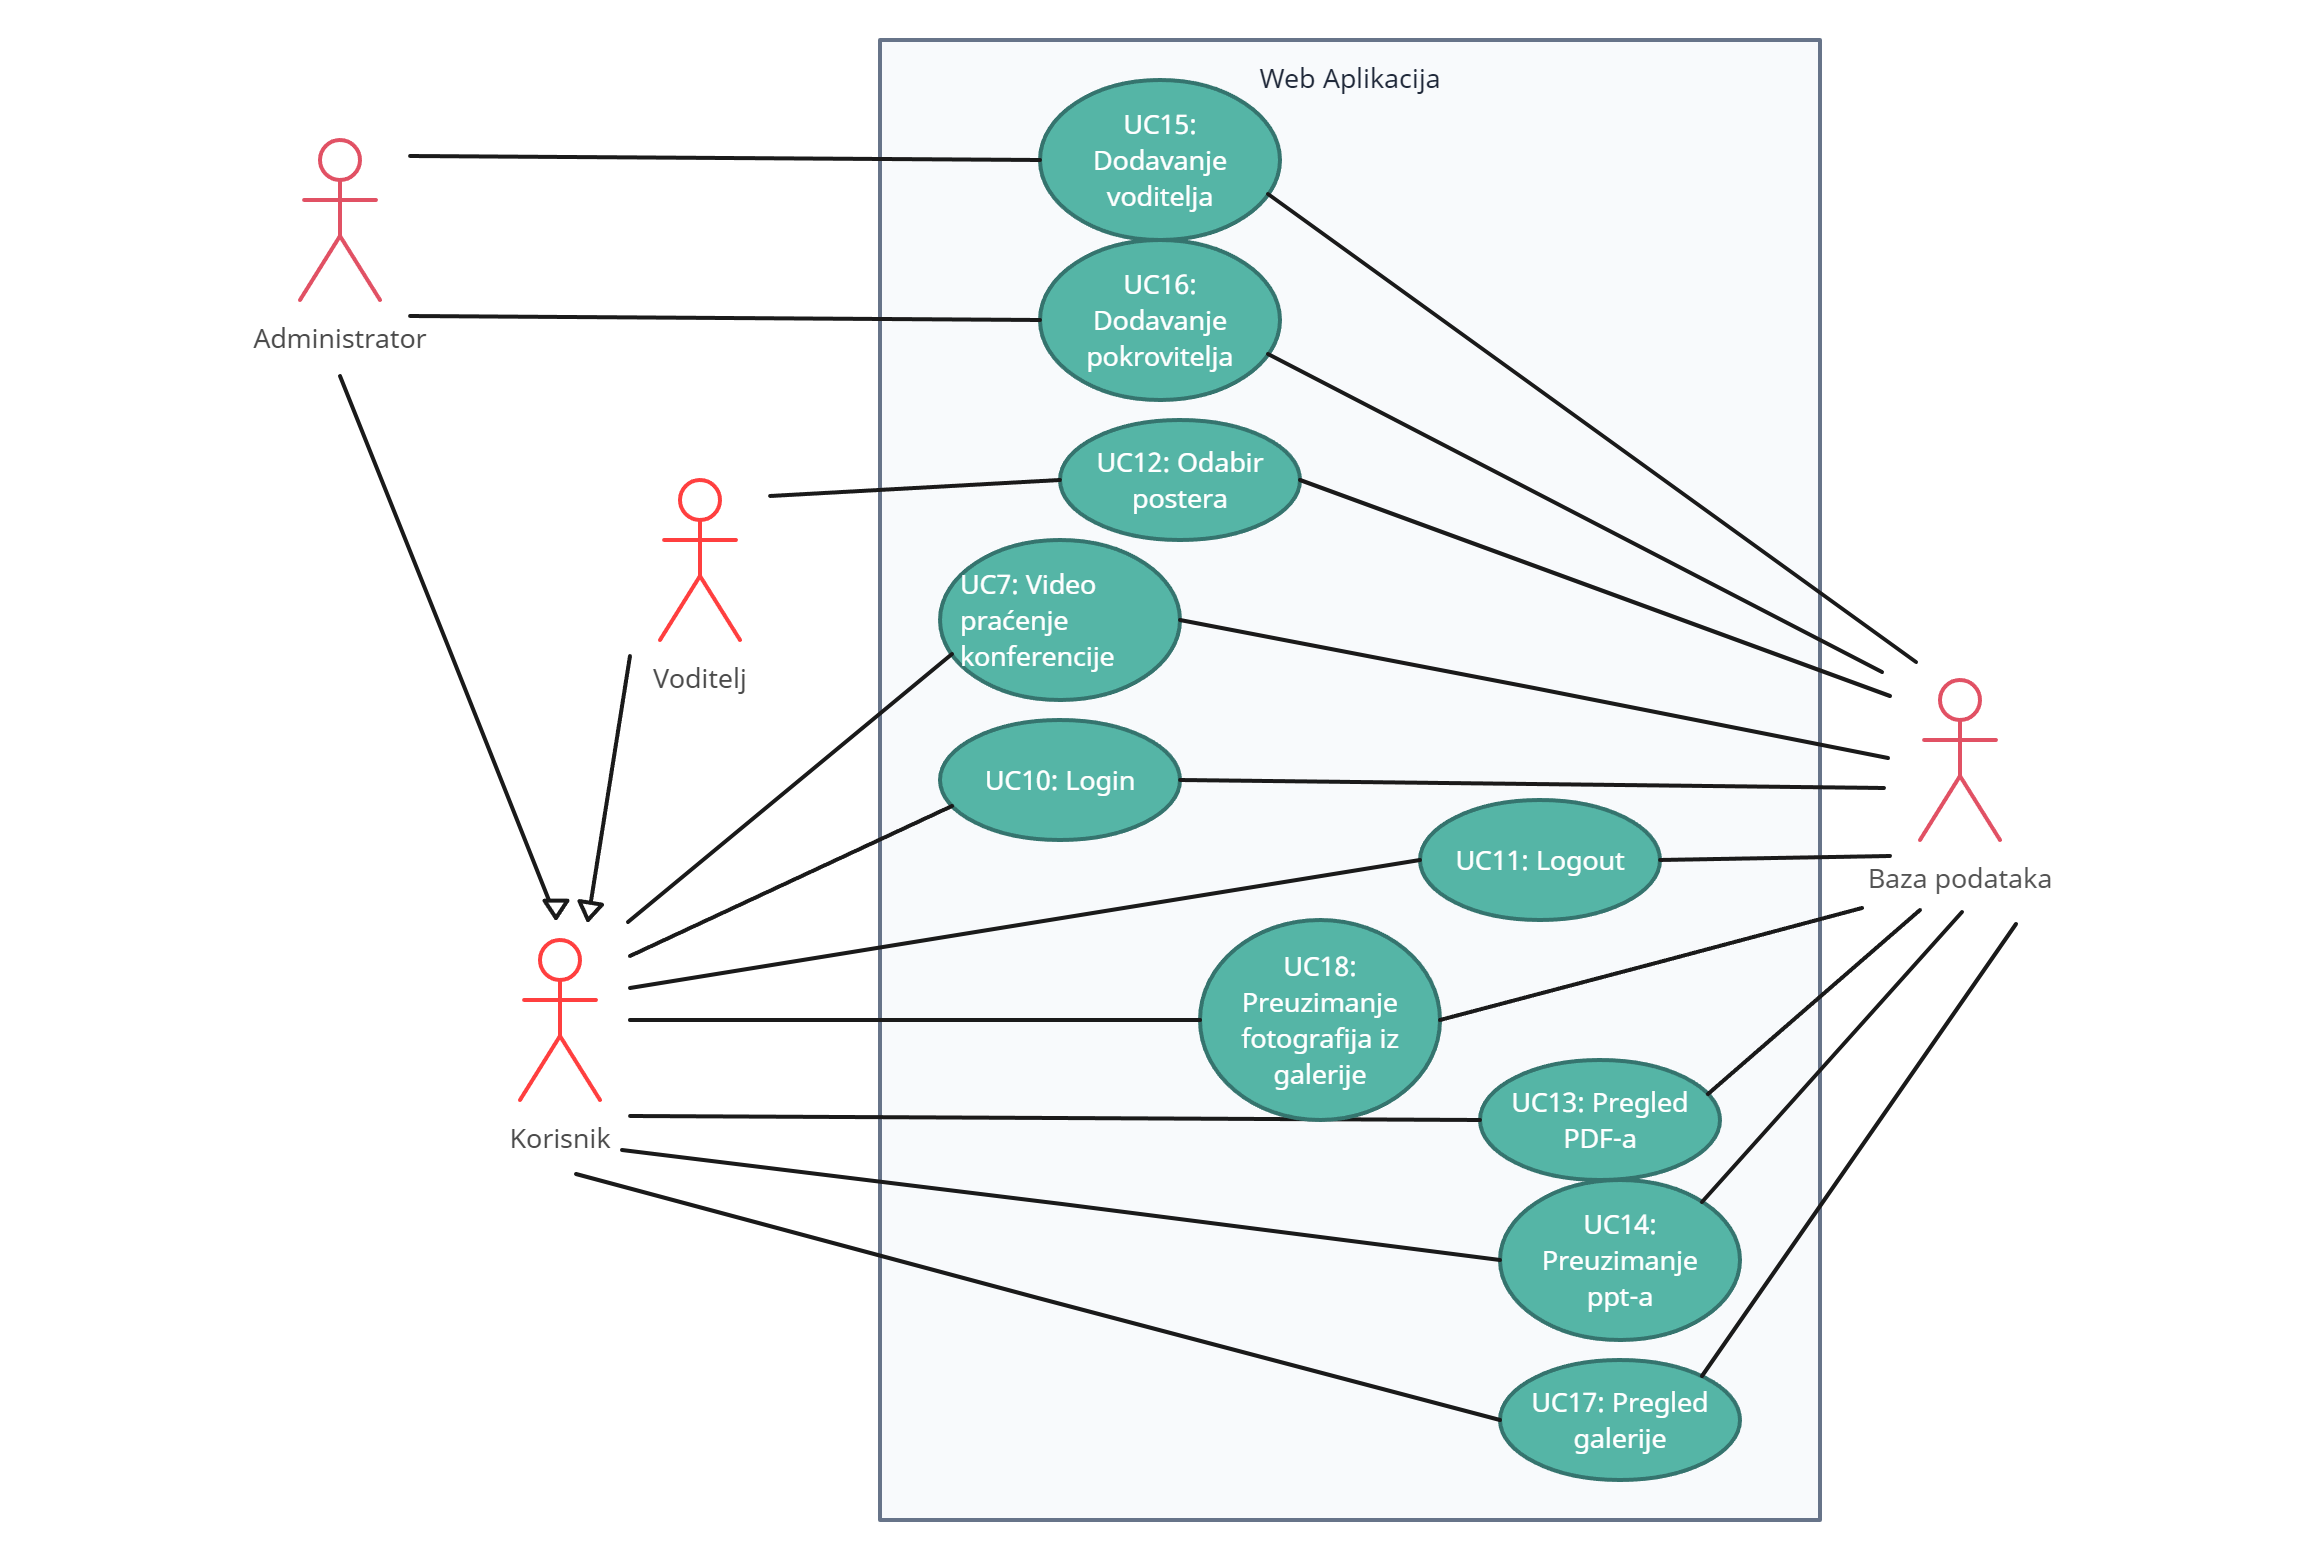 Web Aplikacija
UC15:
Dodavanje
voditelja
UC16:
Dodavanje
pokrovitelja
Administrator
UC12: Odabir
postera
UC7: Video
praćenje
konferencije
Voditelj
UC10: Login
UC11: Logout
Baza podataka
UC18:
Preuzimanje
fotografija iz
galerije
UC13: Pregled
PDF-a
Korisnik
UC14:
Preuzimanje
ppt-a
UC17: Pregled
galerije